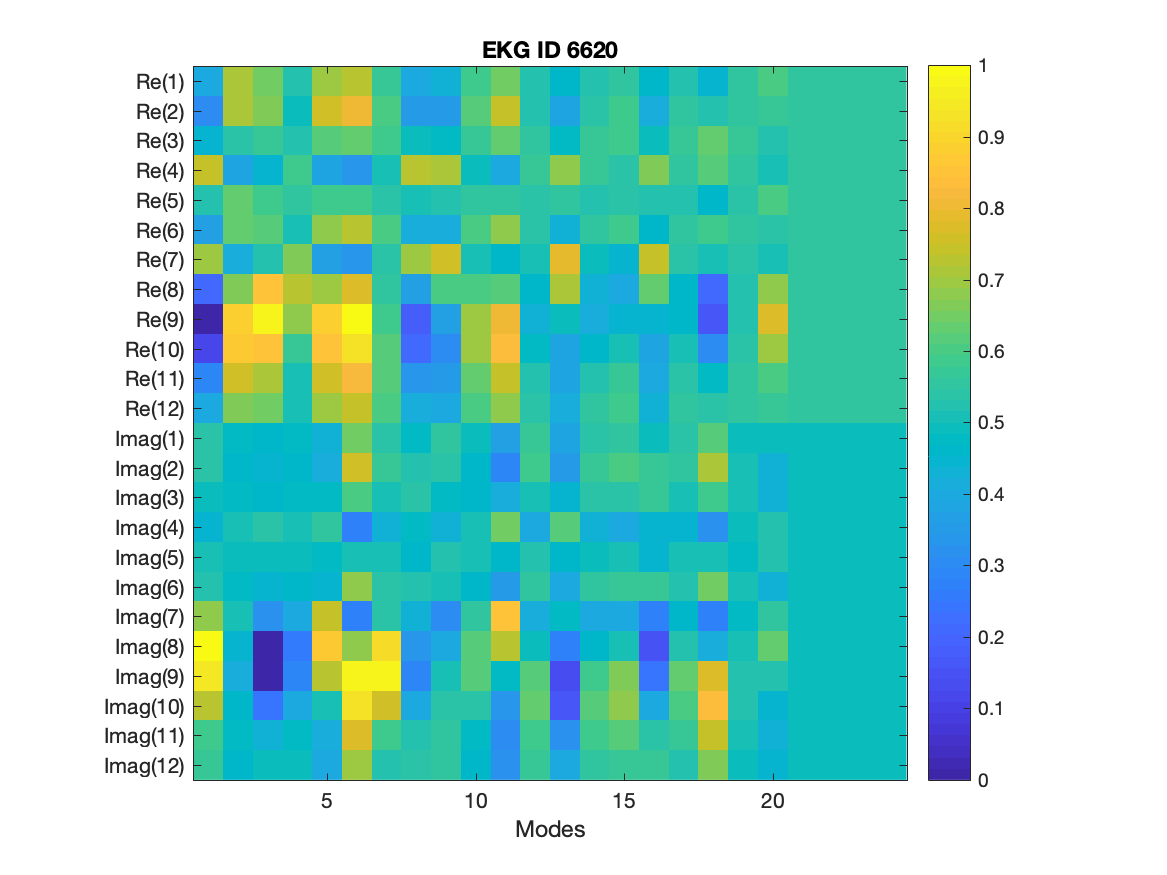 EKG ID 6620
Re(1)
Re(2)
Re(3)
Re(4)
Re(5)
Re(6)
Re(7)
Re(8)
Re(9)
Re(10)
Re(11)
Re(12)
Imag(1)
Imag(2)
Imag(3)
Imag(4)
Imag(5)
Imag(6)
Imag(7)
Imag(8)
Imag(9)
Imag(10)
Imag(11)
Imag(12)
5 10 15 20
Modes
1
0.9
0.8
0.7
0.6
0.5
0.4
0.3
0.2
0.1
0